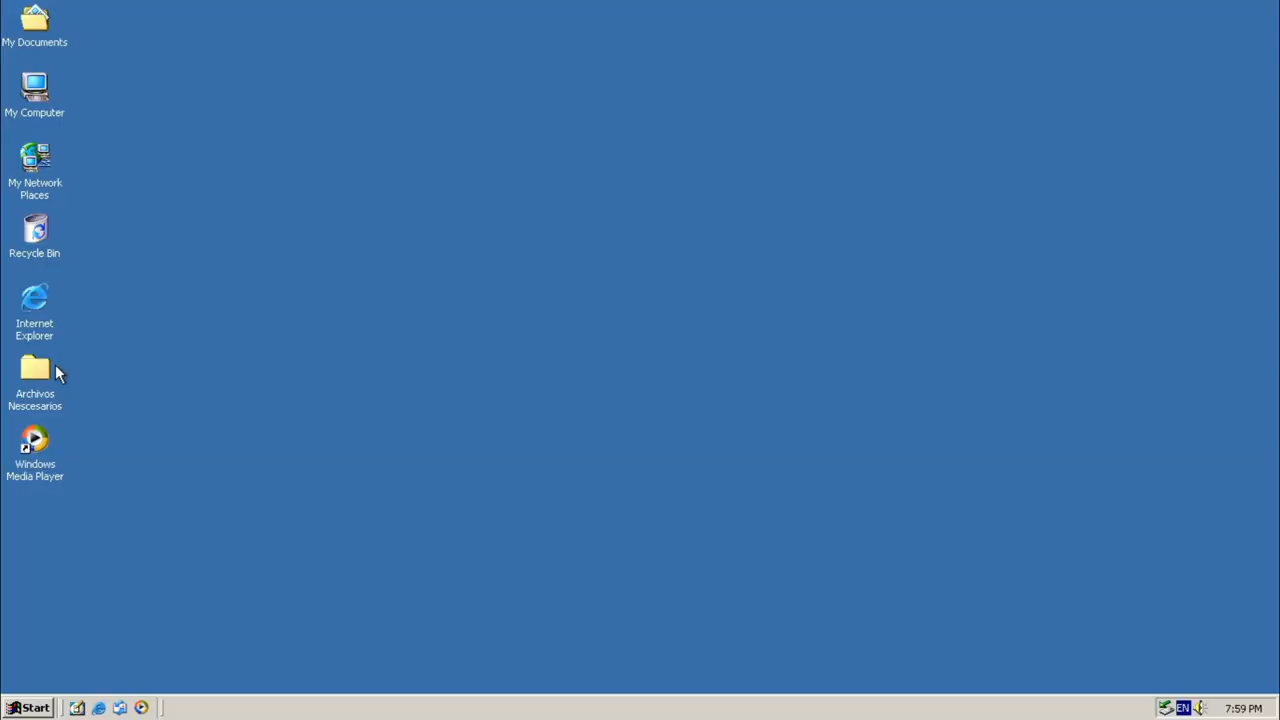 My Documents
My Computer
My Network
Places
Recycle Bin
Internet
Explorer
Archivos
Nescesarios
Windows
Media Player
Start
EN
7:59 PM